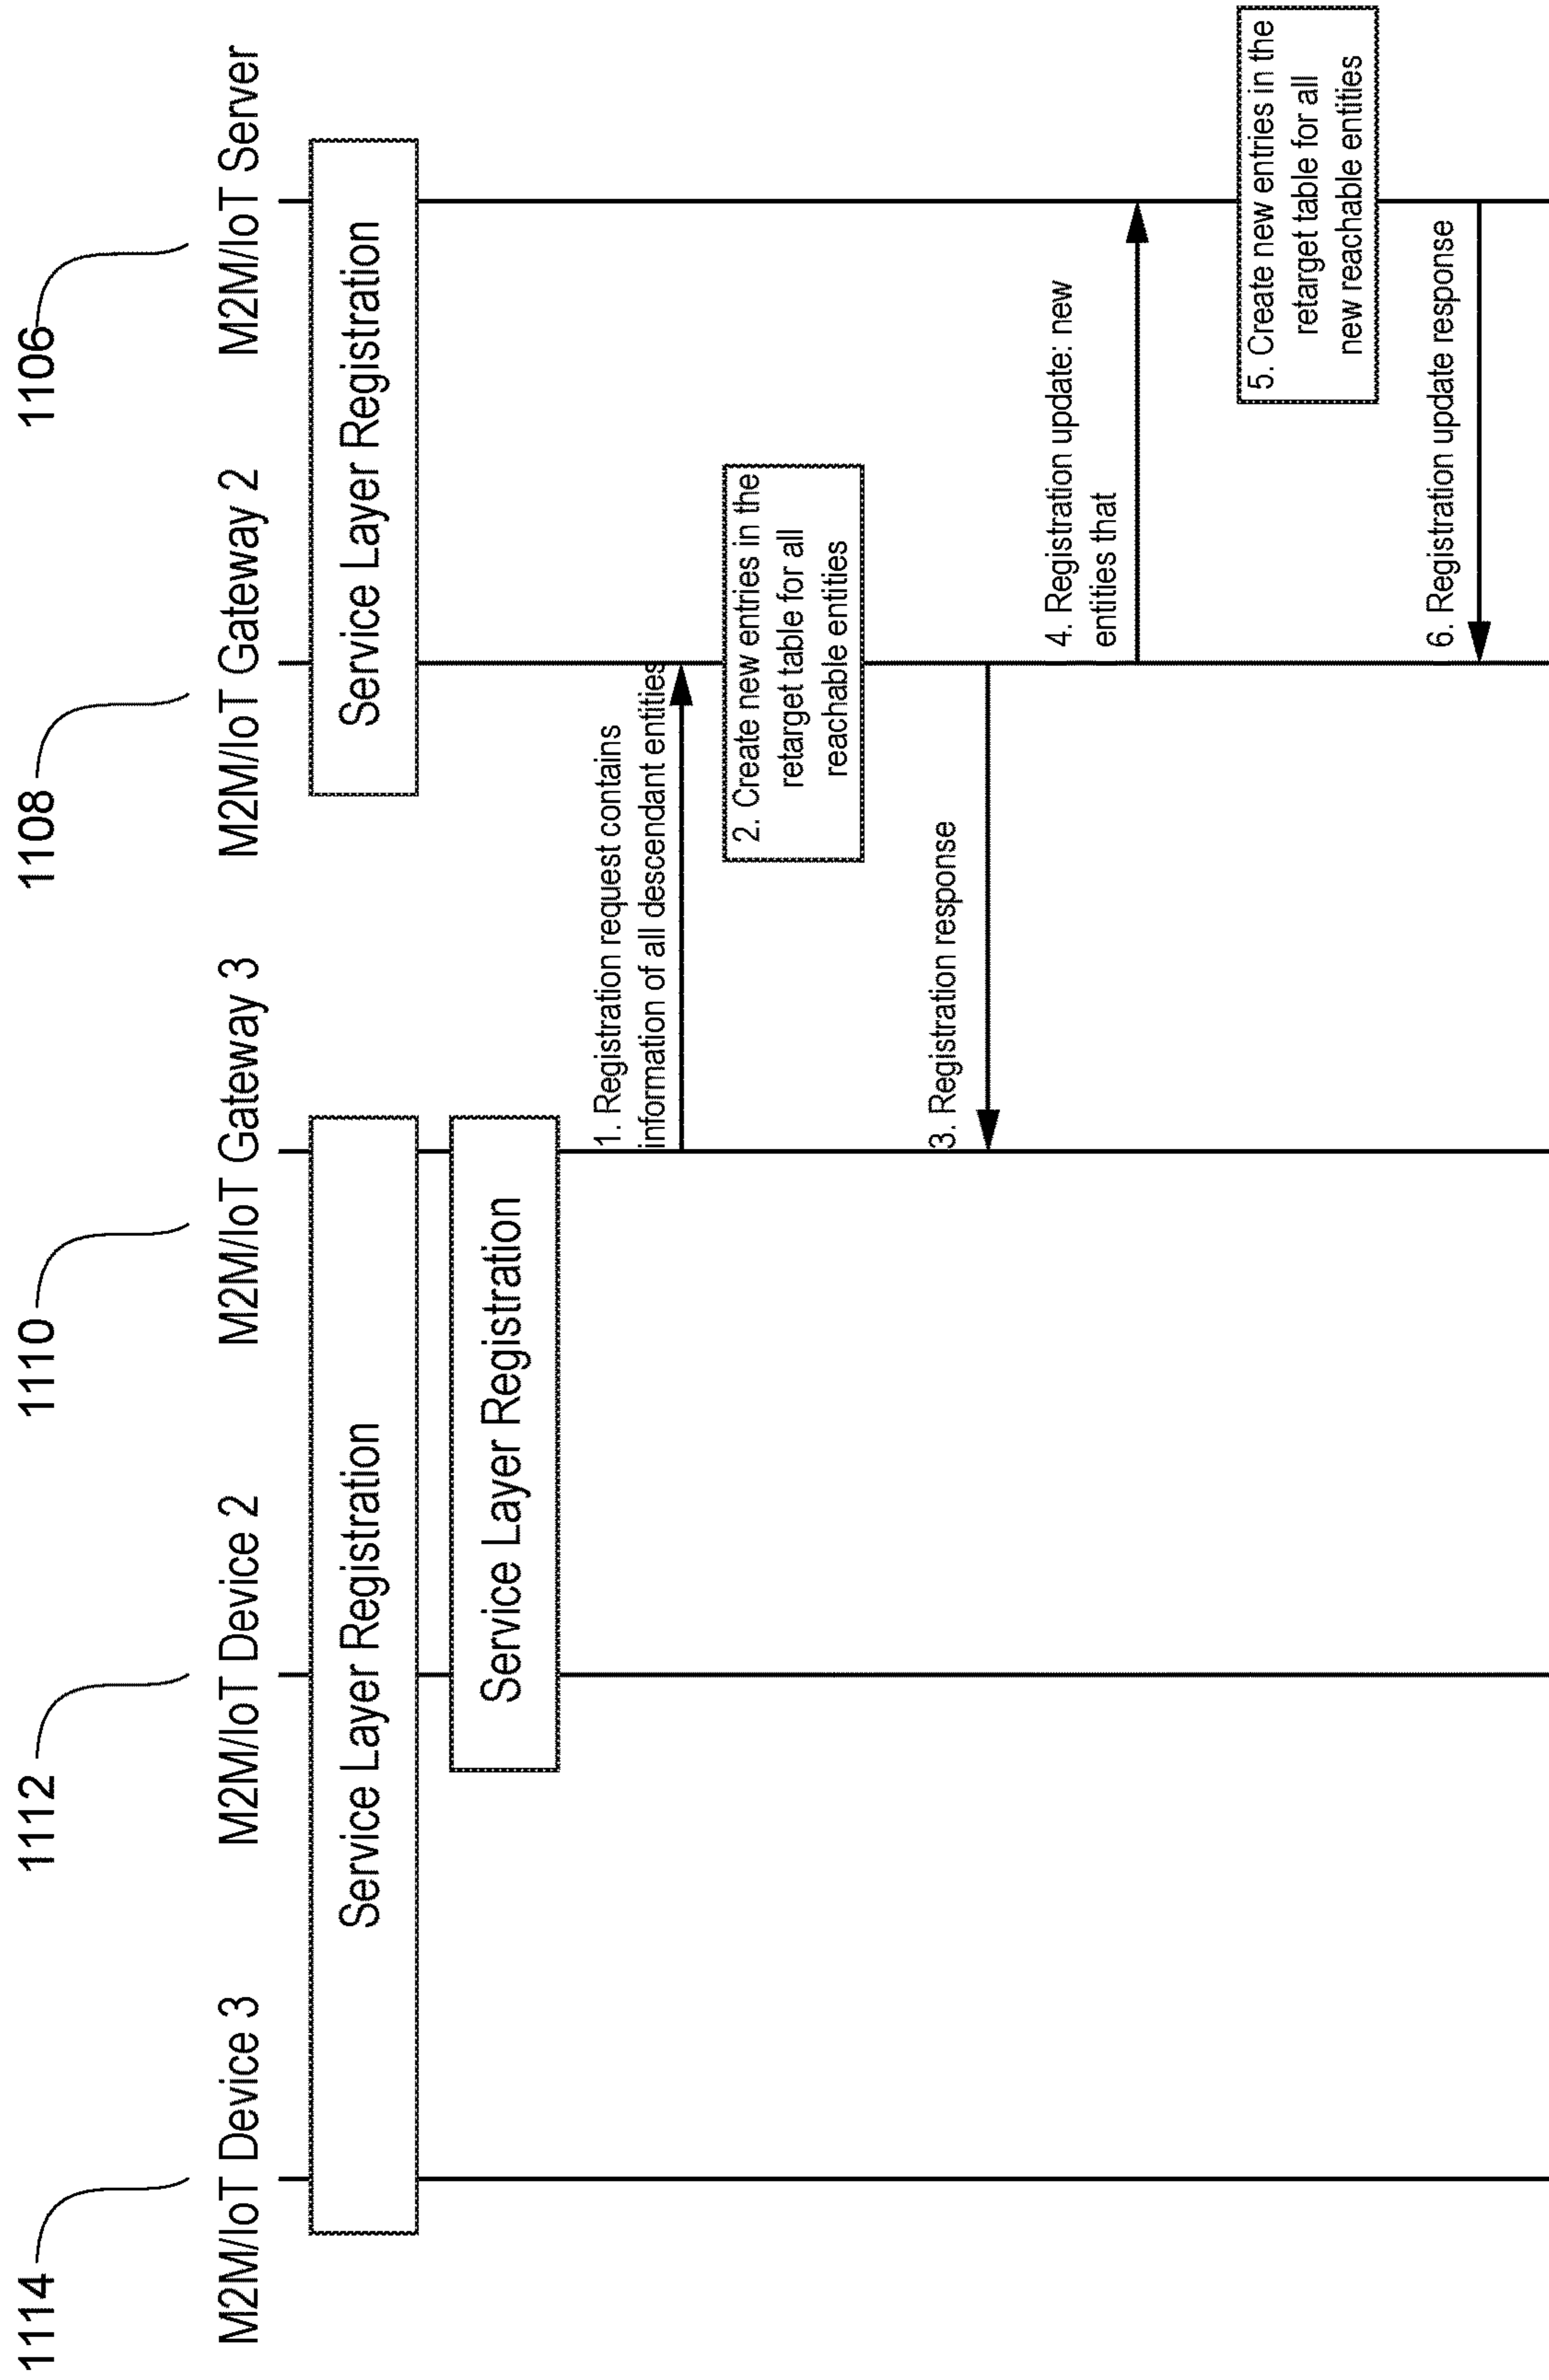 1114
1112
1110
1108
1106
M2M/IoT Device 3
M2M/IoT Device 2
M2M/IoT Gateway 3
M2M/IoT Gateway 2
M2M/IoT Server
Service Layer Registration
Service Layer Registration
Service Layer Registration
1. Registration request contains
information of all descendant entities
2. Create new entries in the
retarget table for all
reachable entities
3. Registration response
4. Registration update: new
entities that
5. Create new entries in the
retarget table for all
new reachable entities
6. Registration update response